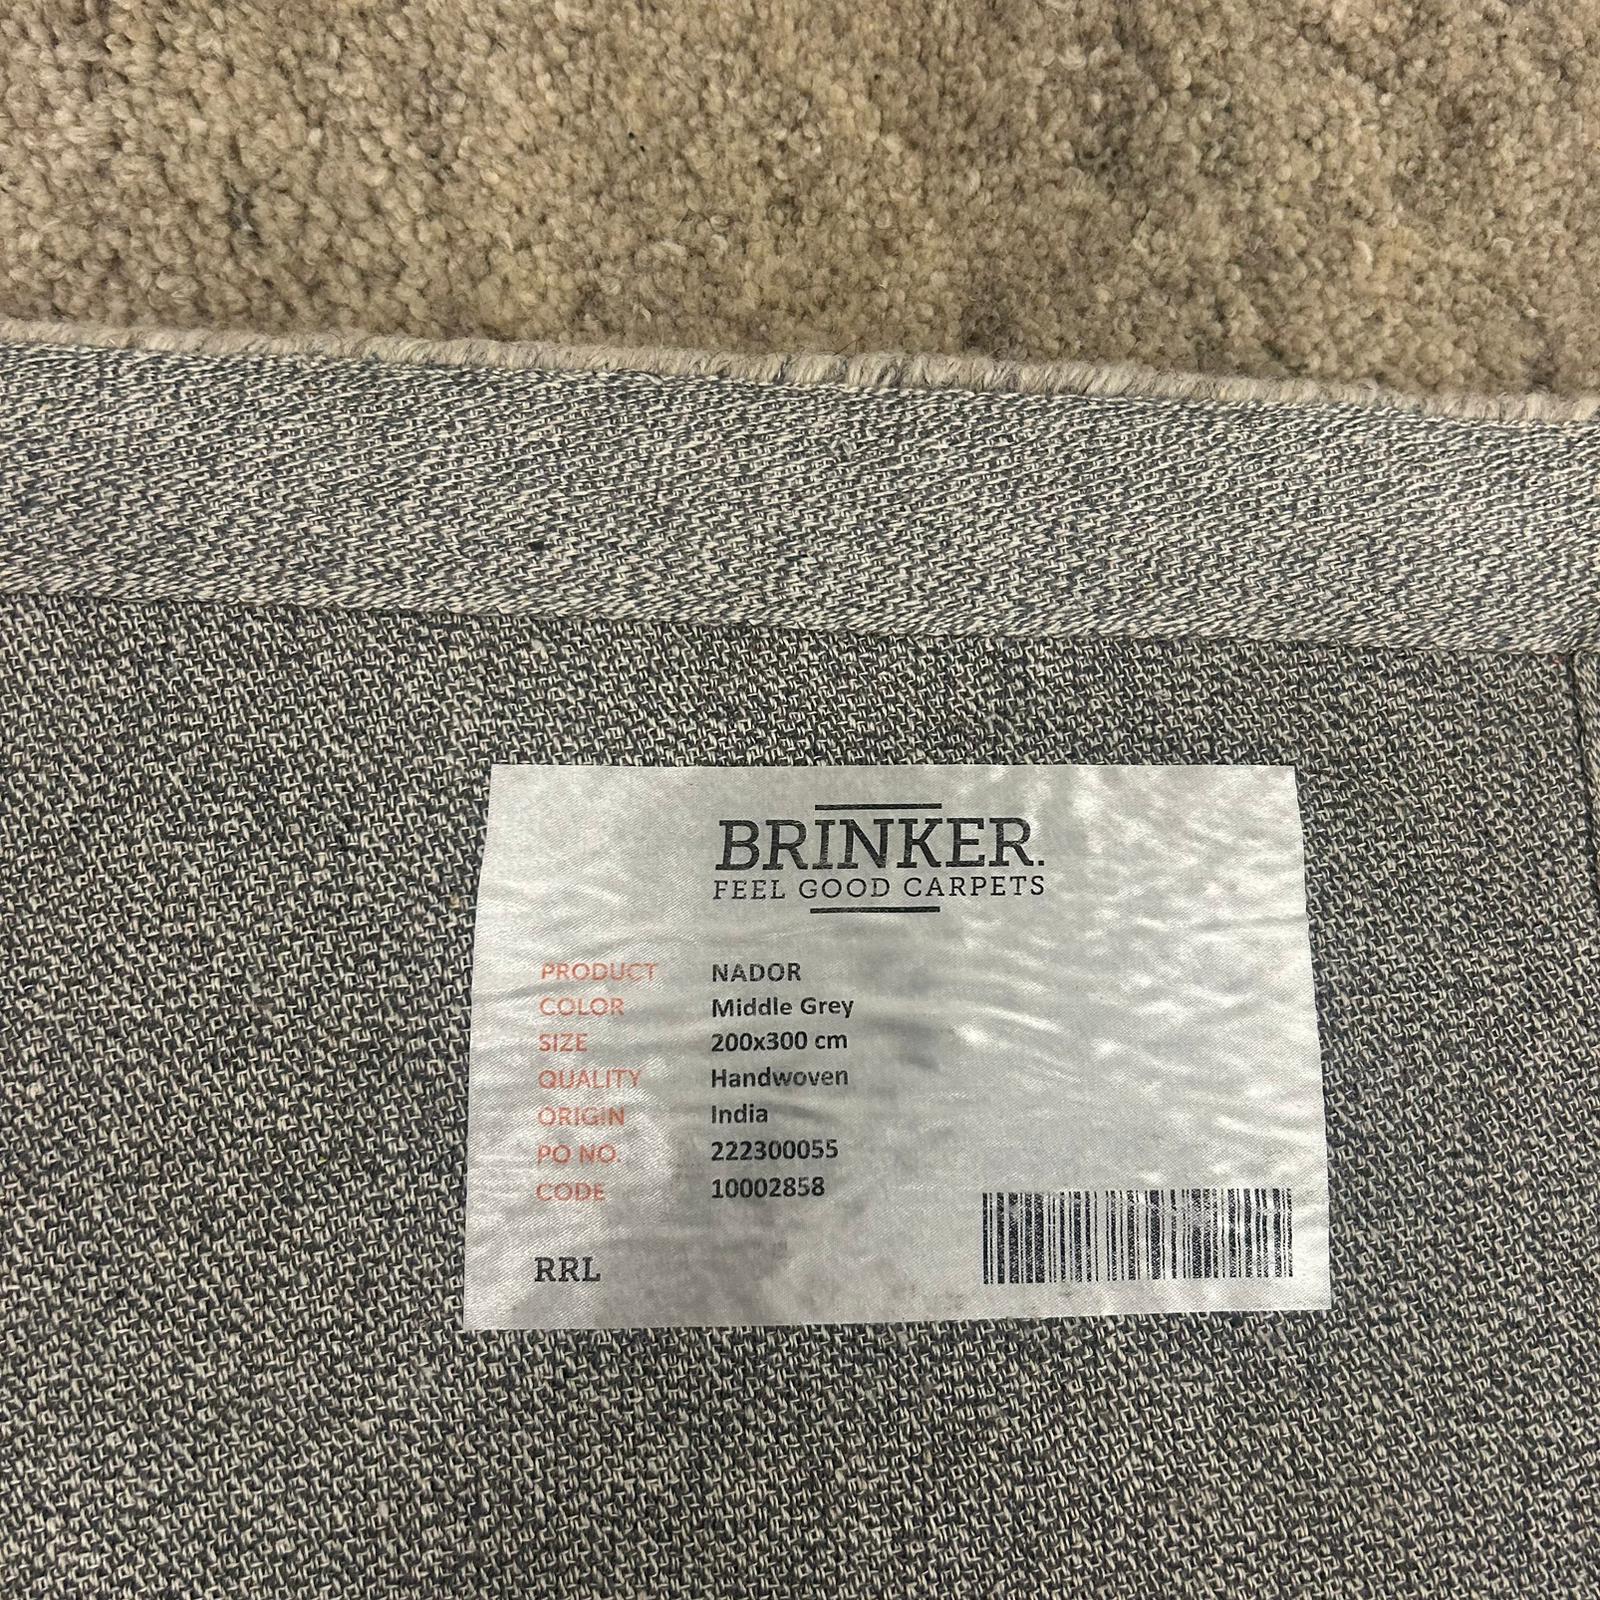 BRINKER.
FEEL GOOD CARPETS
PRODUCT NADOR
COLOR Middle Grey
SIZE 200x300 cm
QUALITY Handwoven
ORIGIN India
PO NO. 222300055
CODE 10002858
RRL